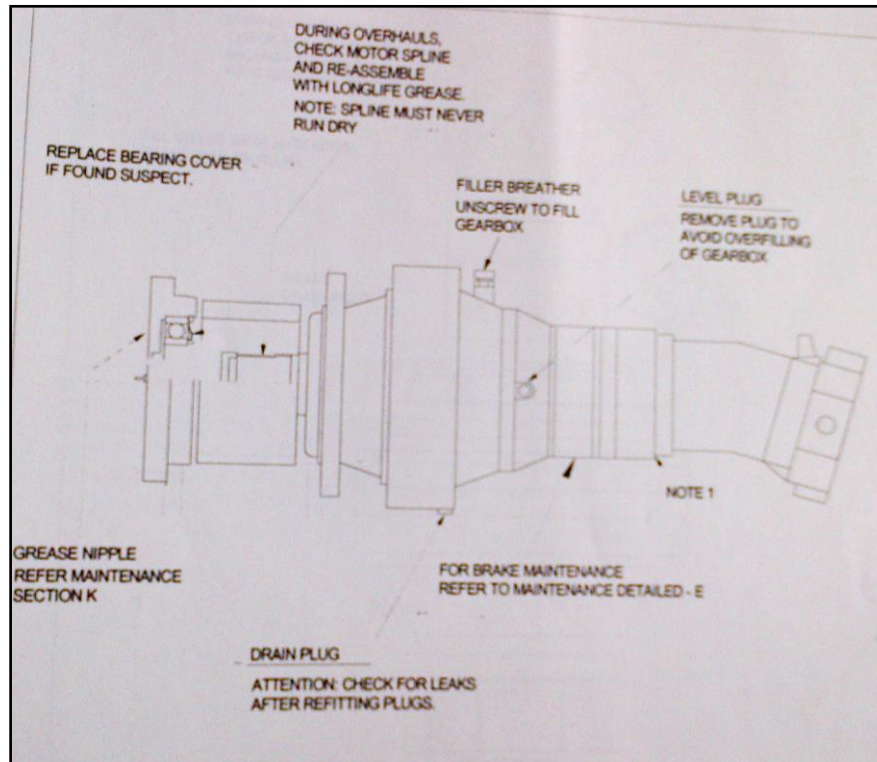 DURING OVERHAULS,
CHECK MOTOR SPLINE
AND RE-ASSEMBLE
WITH LONGLIFE GREASE.
NOTE: SPLINE MUST NEVER
RUN DRY
REPLACE BEARING COVER
IF FOUND SUSPECT.
FILLER BREATHER
UNSCREW TO FILL
GEARBOX
LEVEL PLUG
REMOVE PLUG TO
AVOID OVERFILLING
OF GEARBOX
NOTE 1
GREASE NIPPLE
REFER MAINTENANCE
SECTION K
FOR BRAKE MAINTENANCE
REFER TO MAINTENANCE DETAILED - E
DRAIN PLUG
ATTENTION: CHECK FOR LEAKS
AFTER REFITTING PLUGS.